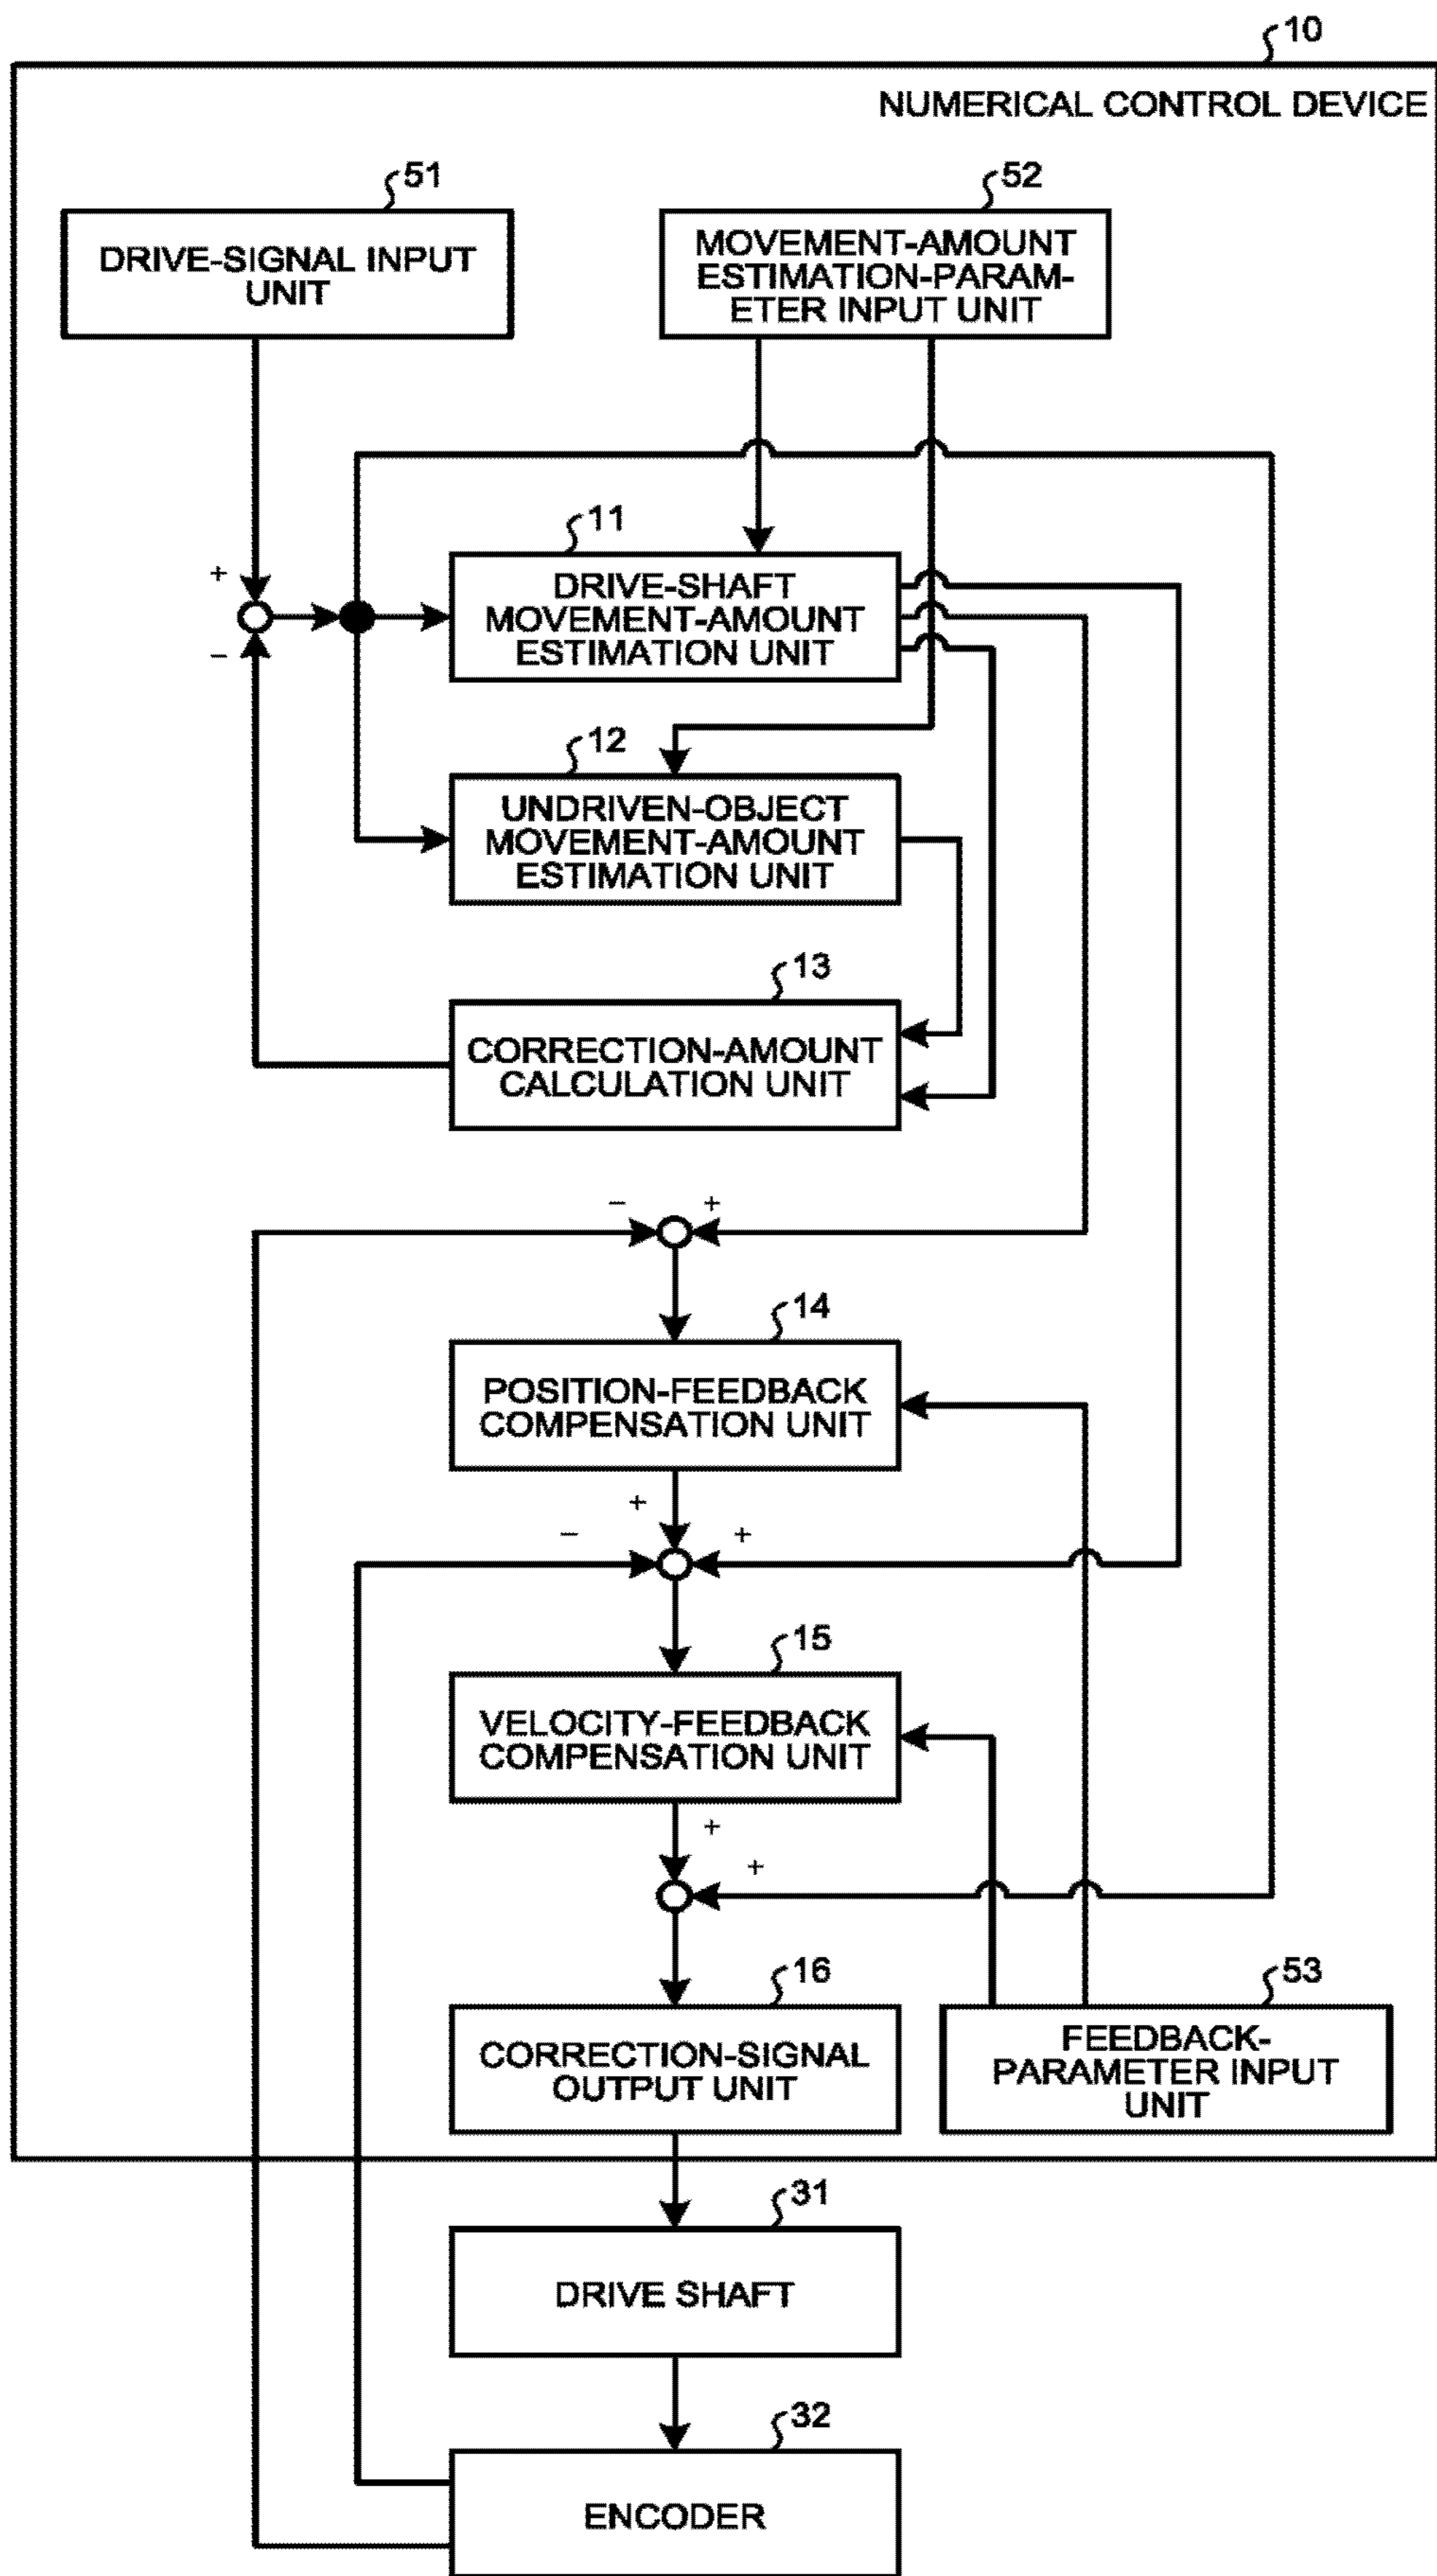 10
NUMERICAL CONTROL DEVICE
51
52
DRIVE-SIGNAL INPUT
UNIT
MOVEMENT-AMOUNT
ESTIMATION-PARAM-
ETER INPUT UNIT
11
+
DRIVE-SHAFT
MOVEMENT-AMOUNT
ESTIMATION UNIT
−
12
UNDRIVEN-OBJECT
MOVEMENT-AMOUNT
ESTIMATION UNIT
13
CORRECTION-AMOUNT
CALCULATION UNIT
− +
14
POSITION-FEEDBACK
COMPENSATION UNIT
+
− +
15
VELOCITY-FEEDBACK
COMPENSATION UNIT
+
+
16
53
CORRECTION-SIGNAL
OUTPUT UNIT
FEEDBACK-
PARAMETER INPUT
UNIT
31
DRIVE SHAFT
32
ENCODER